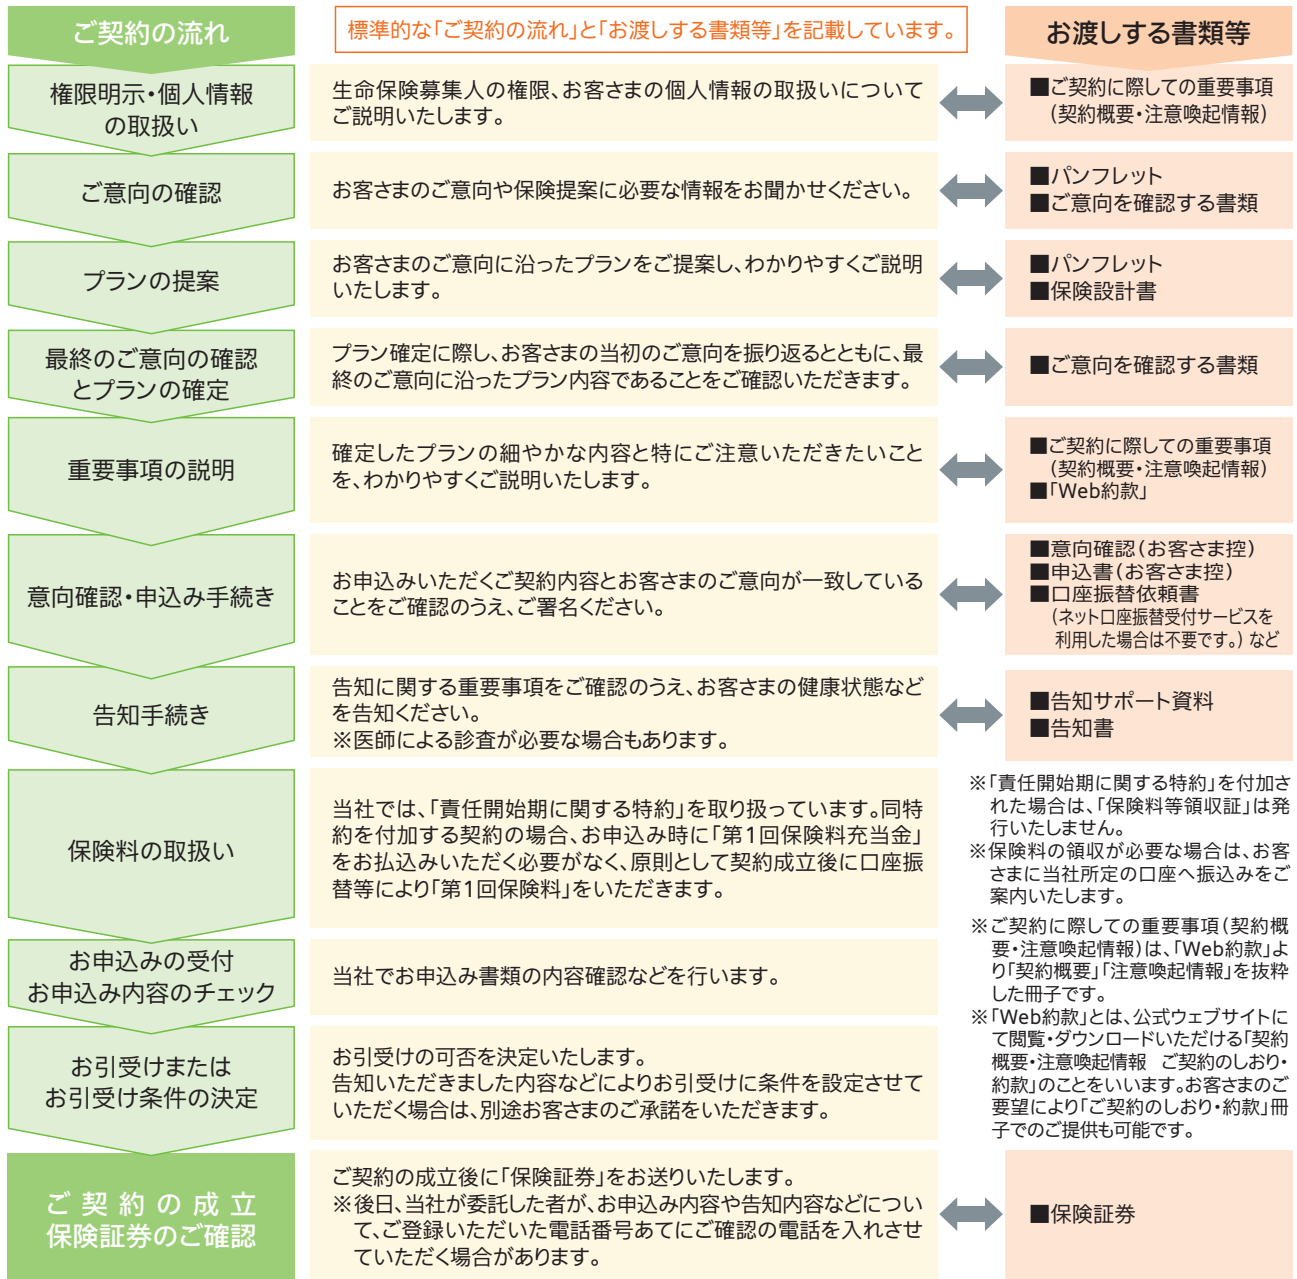 ご契約の流れ
標準的な「ご契約の流れ」と「お渡しする書類等」を記載しています。
お渡しする書類等
権限明示・個人情報
の取扱い
生命保険募集人の権限、お客さまの個人情報の取扱いについて
ご説明いたします。
■ご契約に際しての重要事項
(契約概要・注意喚起情報)
ご意向の確認
お客さまのご意向や保険提案に必要な情報をお聞かせください。
■パンフレット
■ご意向を確認する書類
プランの提案
お客さまのご意向に沿ったプランをご提案し、わかりやすくご説明
いたします。
■パンフレット
■保険設計書
最終のご意向の確認
とプランの確定
プラン確定に際し、お客さまの当初のご意向を振り返るとともに、最
終のご意向に沿ったプラン内容であることをご確認いただきます。
■ご意向を確認する書類
重要事項の説明
確定したプランの細やかな内容と特にご注意いただきたいこと
を、わかりやすくご説明いたします。
■ご契約に際しての重要事項
(契約概要・注意喚起情報)
■「Web約款」
意向確認・申込み手続き
お申込みいただくご契約内容とお客さまのご意向が一致している
ことをご確認のうえ、ご署名ください。
■意向確認(お客さま控)
■申込書(お客さま控)
■口座振替依頼書
(ネット口座振替受付サービスを
利用した場合は不要です。)など
告知手続き
告知に関する重要事項をご確認のうえ、お客さまの健康状態など
を告知ください。
※医師による診査が必要な場合もあります。
■告知サポート資料
■告知書
保険料の取扱い
当社では、「責任開始期に関する特約」を取り扱っています。同特
約を付加する契約の場合、お申込み時に「第1回保険料充当金」
をお払込みいただく必要がなく、原則として契約成立後に口座振
替等により「第1回保険料」をいただきます。
※「責任開始期に関する特約」を付加さ
れた場合は、「保険料等領収証」は発
行いたしません。
※保険料の領収が必要な場合は、お客
さまに当社所定の口座へ振込みをご
案内いたします。
※ご契約に際しての重要事項(契約概
要・注意喚起情報)は、「Web約款」よ
り「契約概要」「注意喚起情報」を抜粋
した冊子です。
※「Web約款」とは、公式ウェブサイトに
て閲覧・ダウンロードいただける「契約
概要・注意喚起情報　ご契約のしおり・
約款」のことをいいます。お客さまのご
要望により「ご契約のしおり・約款」冊
子でのご提供も可能です。
お申込みの受付
お申込み内容のチェック
当社でお申込み書類の内容確認などを行います。
お引受けまたは
お引受け条件の決定
お引受けの可否を決定いたします。
告知いただきました内容などによりお引受けに条件を設定させて
いただく場合は、別途お客さまのご承諾をいただきます。
ご契約の成立
保険証券のご確認
ご契約の成立後に「保険証券」をお送りいたします。
※後日、当社が委託した者が、お申込み内容や告知内容などについ
て、ご登録いただいた電話番号あてにご確認の電話を入れさせ
ていただく場合があります。
■保険証券